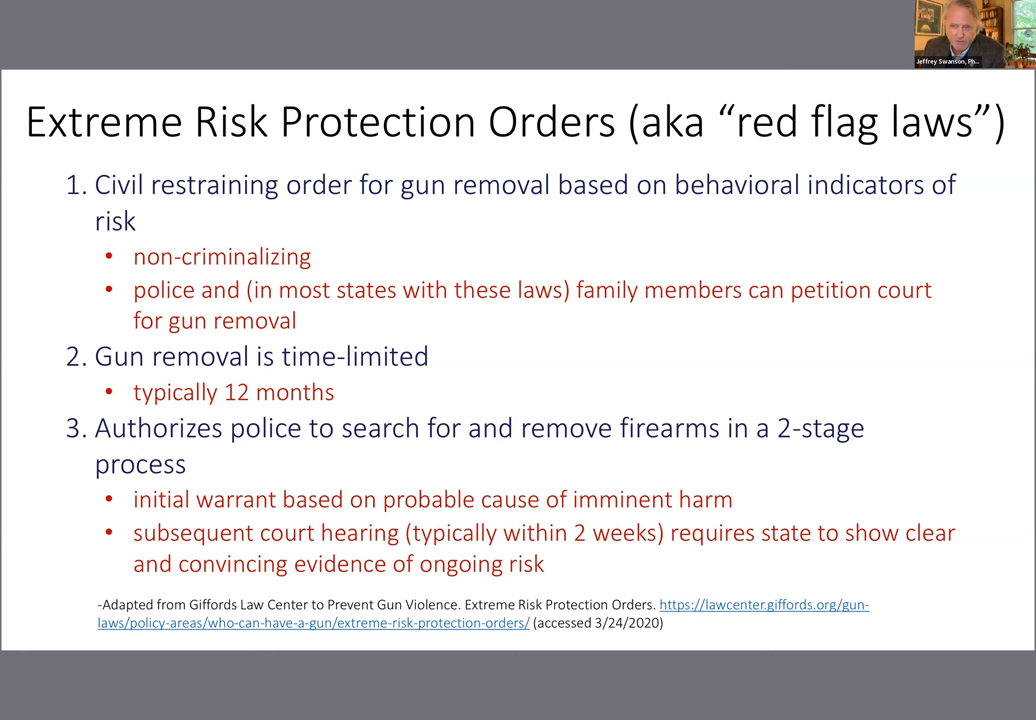 Jeffrey Swanson, Ph...
Extreme Risk Protection Orders (aka “red flag laws”)
1. Civil restraining order for gun removal based on behavioral indicators of
risk
• non-criminalizing
• police and (in most states with these laws) family members can petition court
for gun removal
2. Gun removal is time-limited
• typically 12 months
3. Authorizes police to search for and remove firearms in a 2-stage
process
• initial warrant based on probable cause of imminent harm
• subsequent court hearing (typically within 2 weeks) requires state to show clear
and convincing evidence of ongoing risk
-Adapted from Giffords Law Center to Prevent Gun Violence. Extreme Risk Protection Orders. https://lawcenter.giffords.org/gun-
laws/policy-areas/who-can-have-a-gun/extreme-risk-protection-orders/ (accessed 3/24/2020)